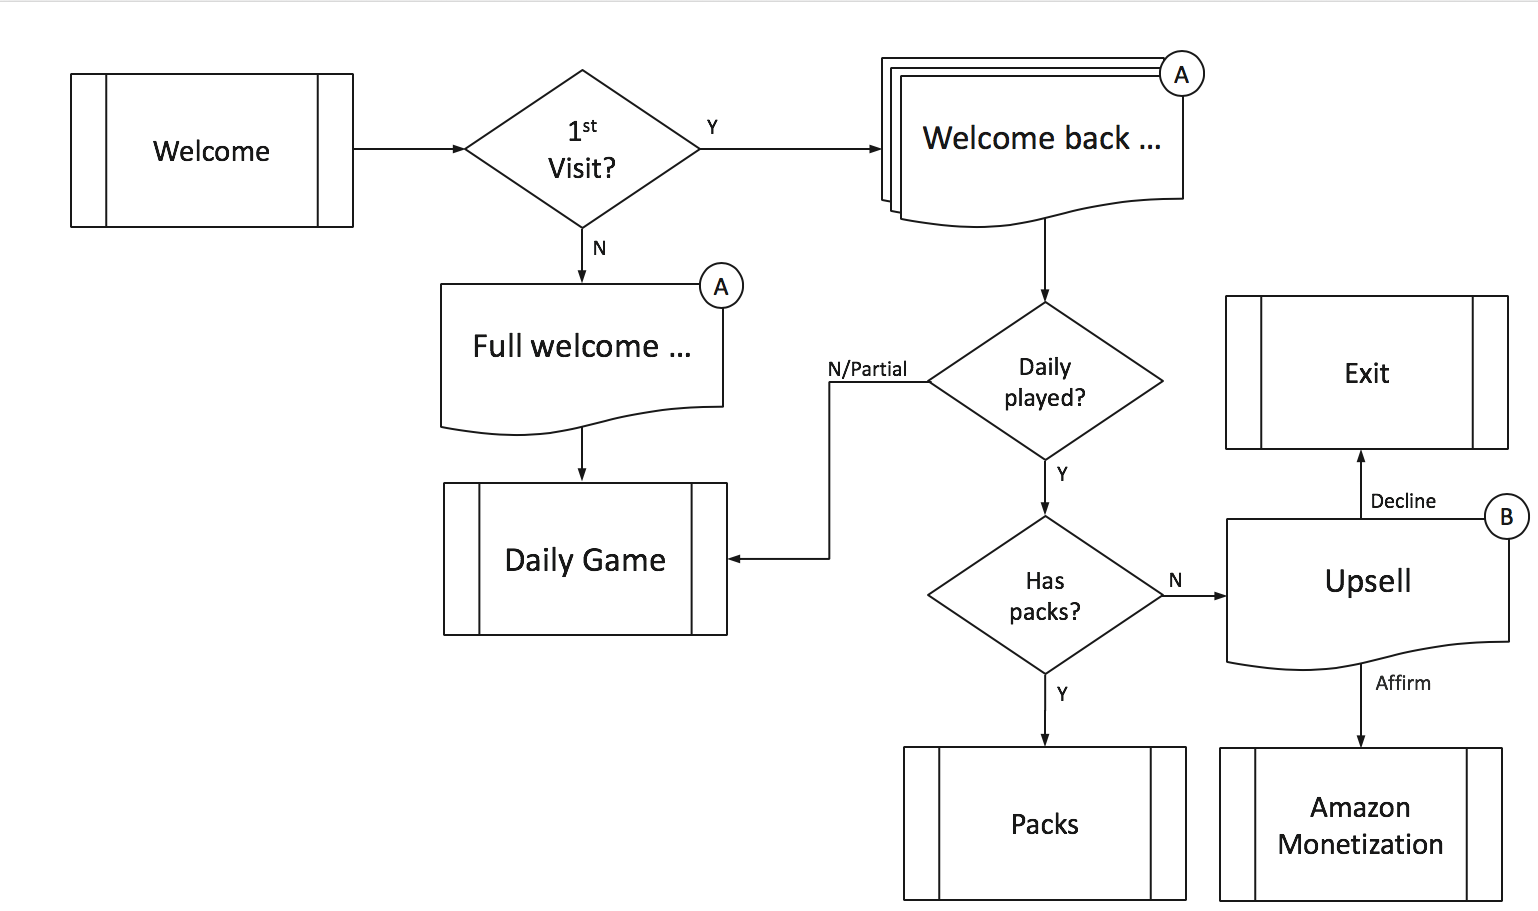 Welcome
1st
Visit?
Y
A
Welcome back ...
N
A
Full welcome ...
N/Partial
Daily
played?
Exit
Y
Decline
B
Daily Game
Has
packs?
N
Upsell
Y
Affirm
Packs
Amazon
Monetization